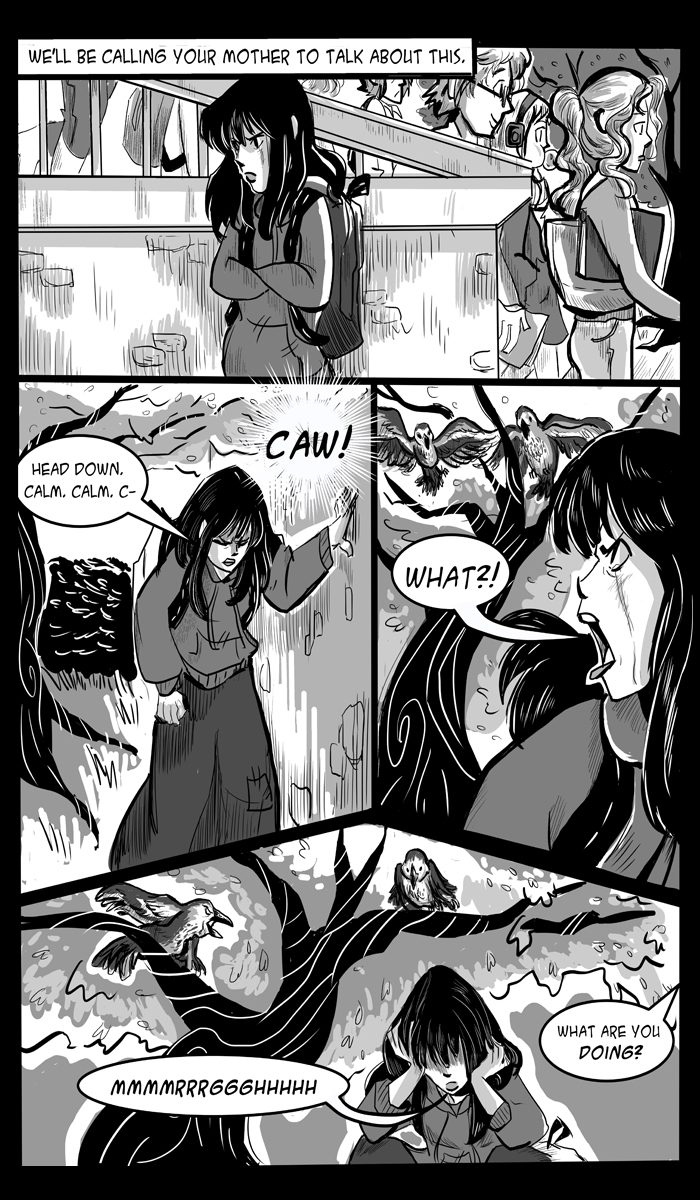 WE'LL BE CALLING YOUR MOTHER TO TALK ABOUT THIS.
HEAD DOWN.
CALM. CALM. C-
CAW!
WHAT?!
WHAT ARE YOU
DOING?
MMMMRRRGGGHHHHH